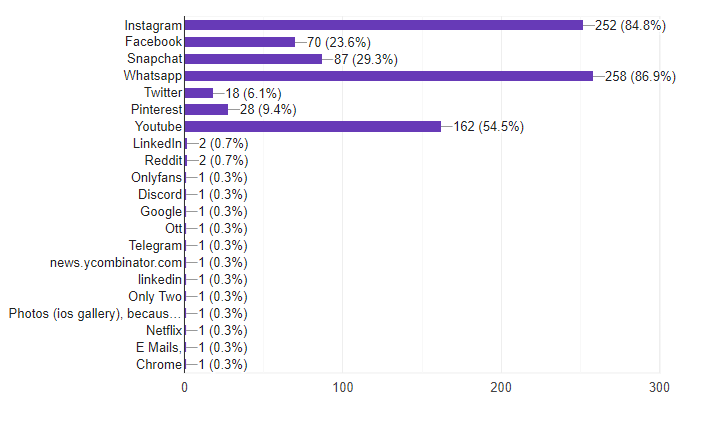 Instagram 252 (84.8%)
Facebook 70 (23.6%)
Snapchat 87 (29.3%)
Whatsapp 258 (86.9%)
Twitter 18 (6.1%)
Pinterest 28 (9.4%)
Youtube 162 (54.5%)
LinkedIn 2 (0.7%)
Reddit 2 (0.7%)
Onlyfans 1 (0.3%)
Discord 1 (0.3%)
Google 1 (0.3%)
Ott 1 (0.3%)
Telegram 1 (0.3%)
news.ycombinator.com 1 (0.3%)
linkedin 1 (0.3%)
Only Two 1 (0.3%)
Photos (ios gallery), becaus… 1 (0.3%)
Netflix 1 (0.3%)
E Mails, 1 (0.3%)
Chrome 1 (0.3%)
0 100 200 300